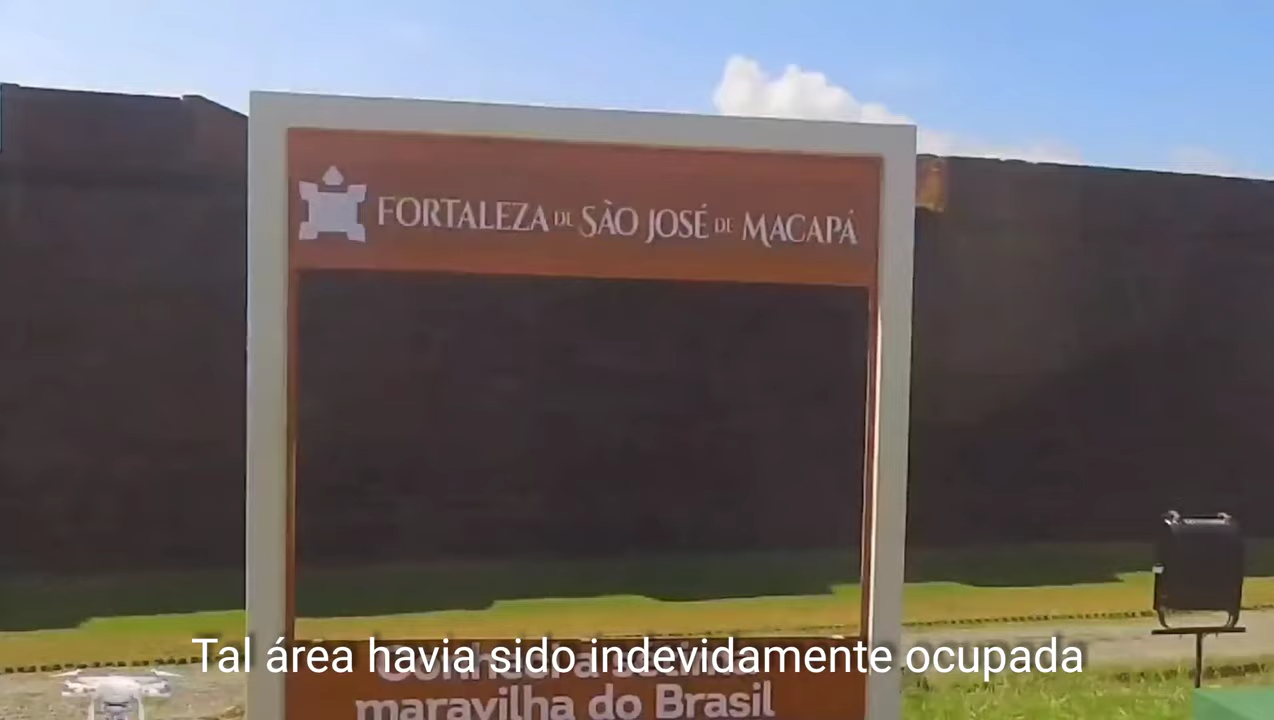 FORTALEZA DE SÃO JOSÉ DE MACAPÁ
Tal área havia sido indevidamente ocupada
maravilha do Brasil